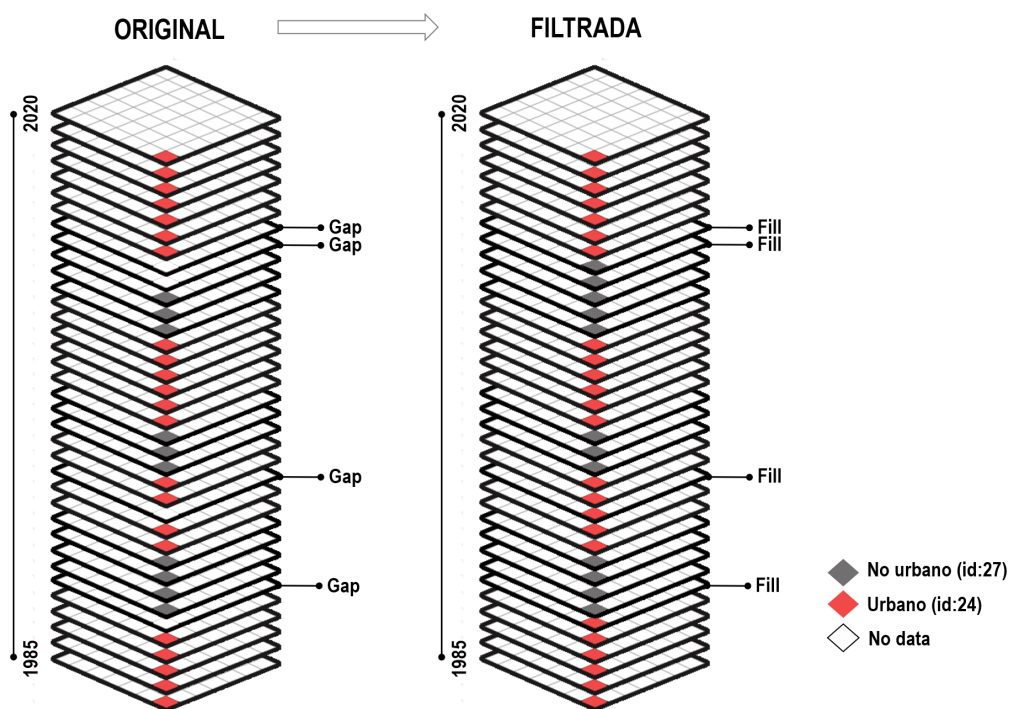 ORIGINAL
FILTRADA
2020
1985
Gap
Gap
Gap
Gap
2020
1985
Fill
Fill
Fill
Fill
No urbano (id:27)
Urbano (id:24)
No data